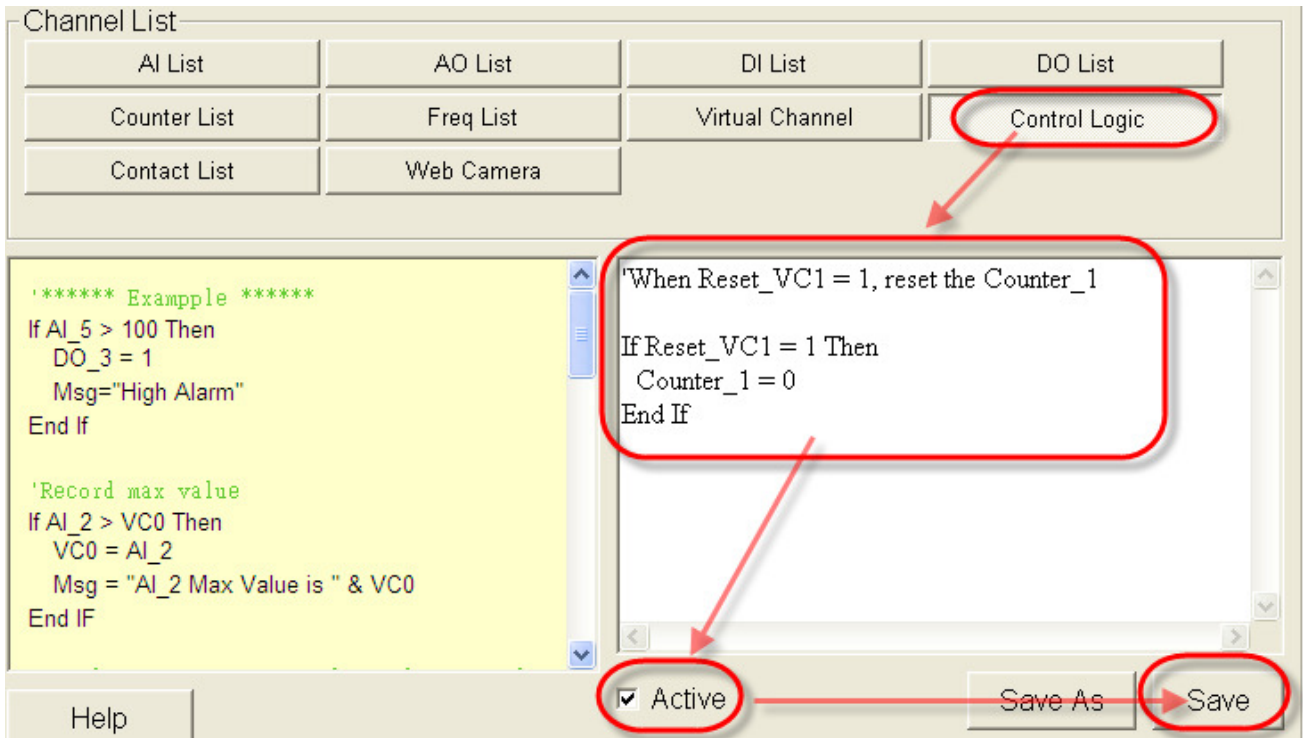 Channel List
AI List
AO List
DI List
DO List
Counter List
Freq List
Virtual Channel
Control Logic
Contact List
Web Camera
'****** Exampple ******
If AI_5 > 100 Then
DO_3 = 1
Msg="High Alarm"
End If
'Record max value
If AI_2 > VC0 Then
VC0 = AI_2
Msg = "AI_2 Max Value is " & VC0
End IF
'When Reset_VC1 = 1, reset the Counter_1
If Reset_VC1 = 1 Then
Counter_1 = 0
End If
Help
Active
Save As
Save